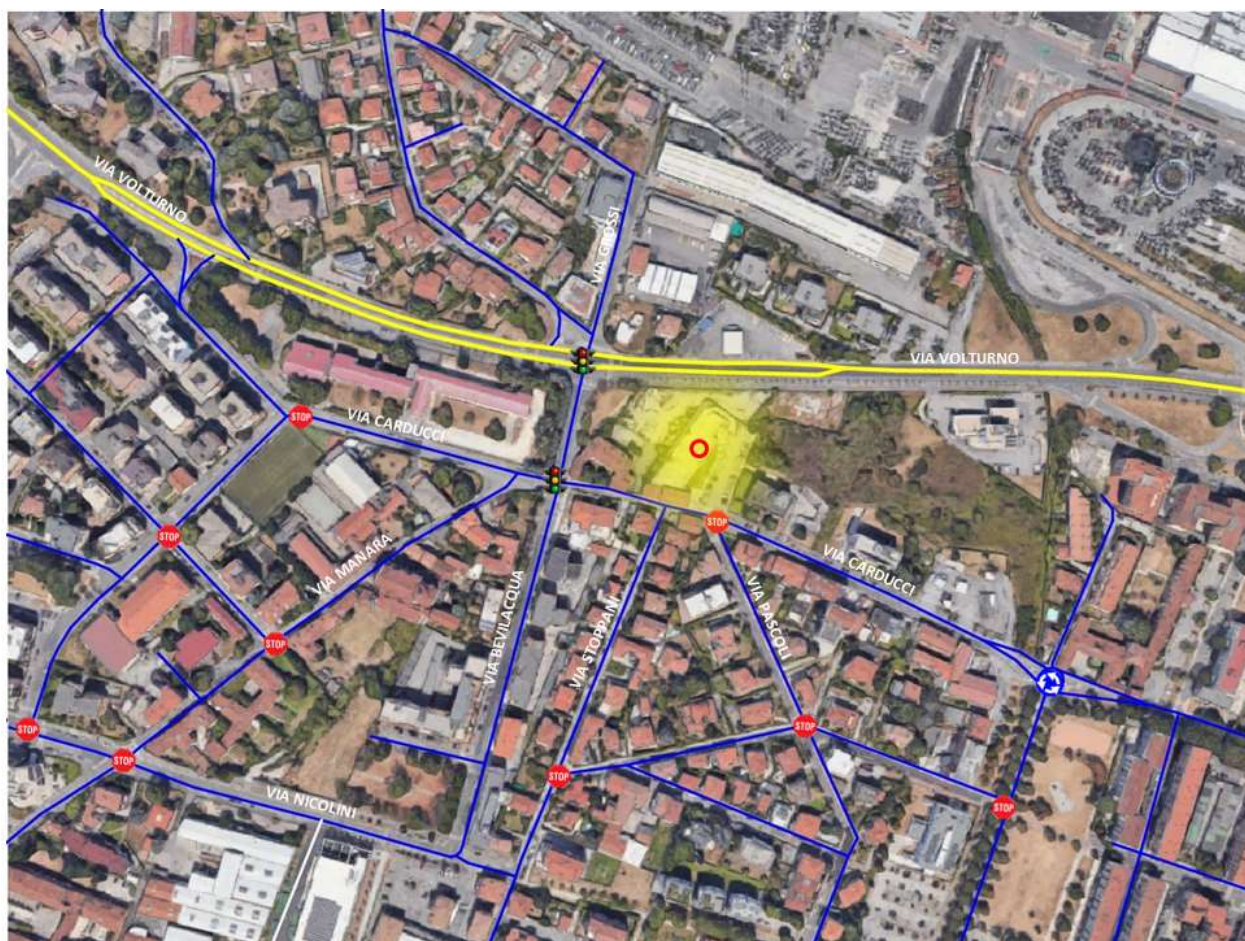 VIA VOLTURNO
VIA GROSSI
VIA VOLTURNO
VIA CARDUCCI
STOP
STOP
STOP
VIA MANARA
VIA CARDUCCI
VIA PASCOLI
VIA STOPPANI
VIA BEVILACQUA
STOP
STOP
STOP
STOP
STOP
STOP
VIA NICOLINI